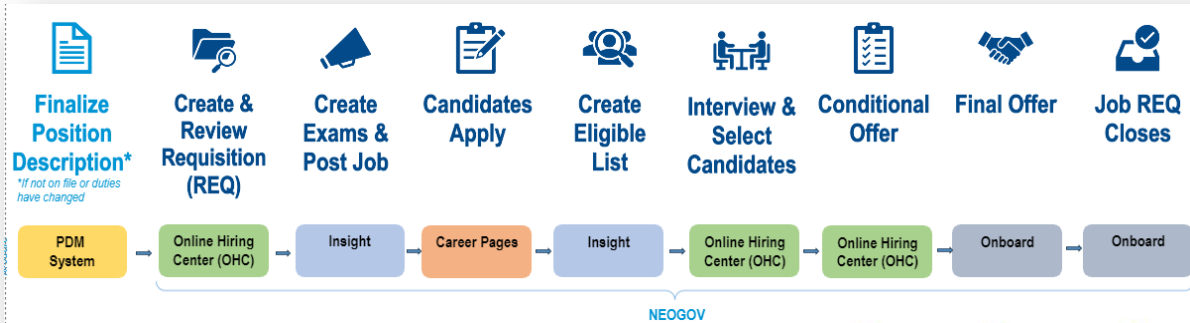 Finalize
Position
Description*
*If not on file or duties
have changed
Create &
Review
Requisition
(REQ)
Create
Exams &
Post Job
Candidates
Apply
Create
Eligible
List
Interview &
Select
Candidates
Conditional
Offer
Final Offer
Job REQ
Closes
PDM
System
Online Hiring
Center (OHC)
Insight
Career Pages
Insight
Online Hiring
Center (OHC)
Online Hiring
Center (OHC)
Onboard
Onboard
NEOGOV